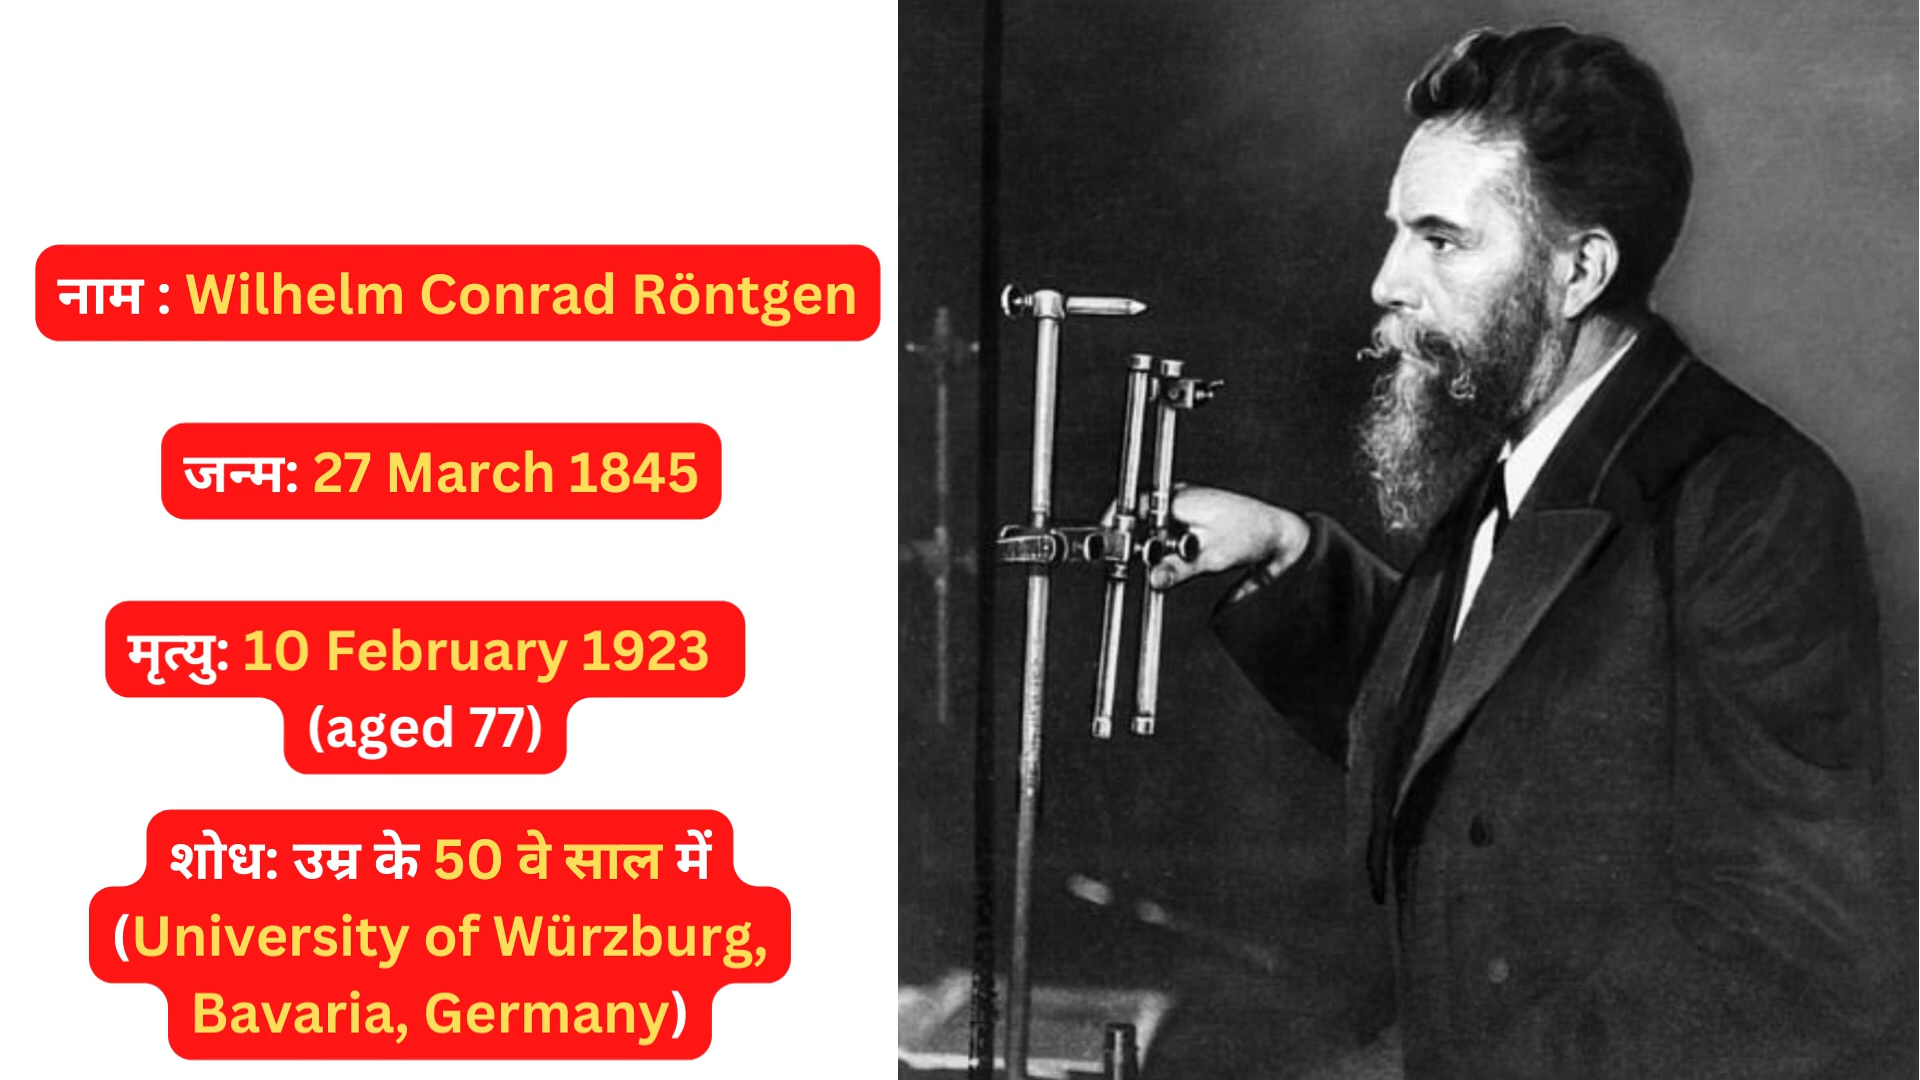 नाम : Wilhelm Conrad Röntgen
जन्म: 27 March 1845
मृत्यु: 10 February 1923
(aged 77)
शोध: उम्र के 50 वे साल में
(University of Würzburg,
Bavaria, Germany)